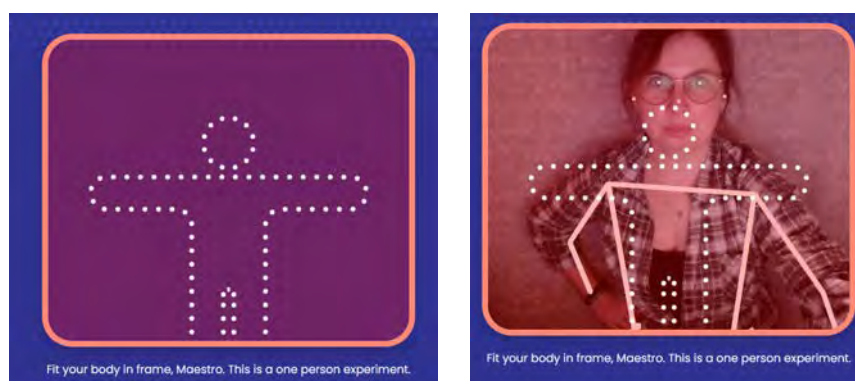 Fit your body in frame, Maestro. This is a one person experiment.
Fit your body in frame, Maestro. This is a one person experiment.